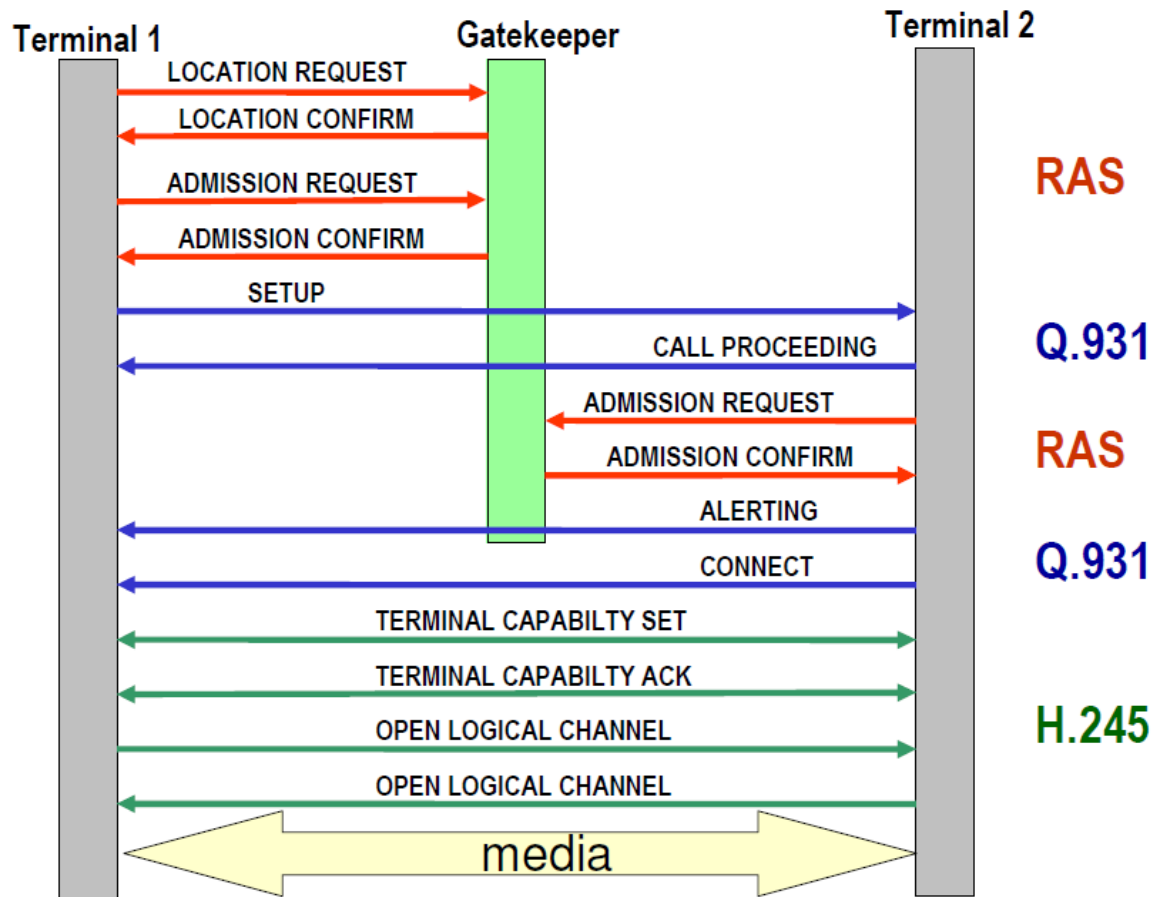 Terminal 1
Gatekeeper
Terminal 2
LOCATION REQUEST
LOCATION CONFIRM
ADMISSION REQUEST
RAS
ADMISSION CONFIRM
SETUP
Q.931
CALL PROCEEDING
ADMISSION REQUEST
RAS
ADMISSION CONFIRM
ALERTING
Q.931
CONNECT
TERMINAL CAPABILTY SET
TERMINAL CAPABILTY ACK
H.245
OPEN LOGICAL CHANNEL
OPEN LOGICAL CHANNEL
media